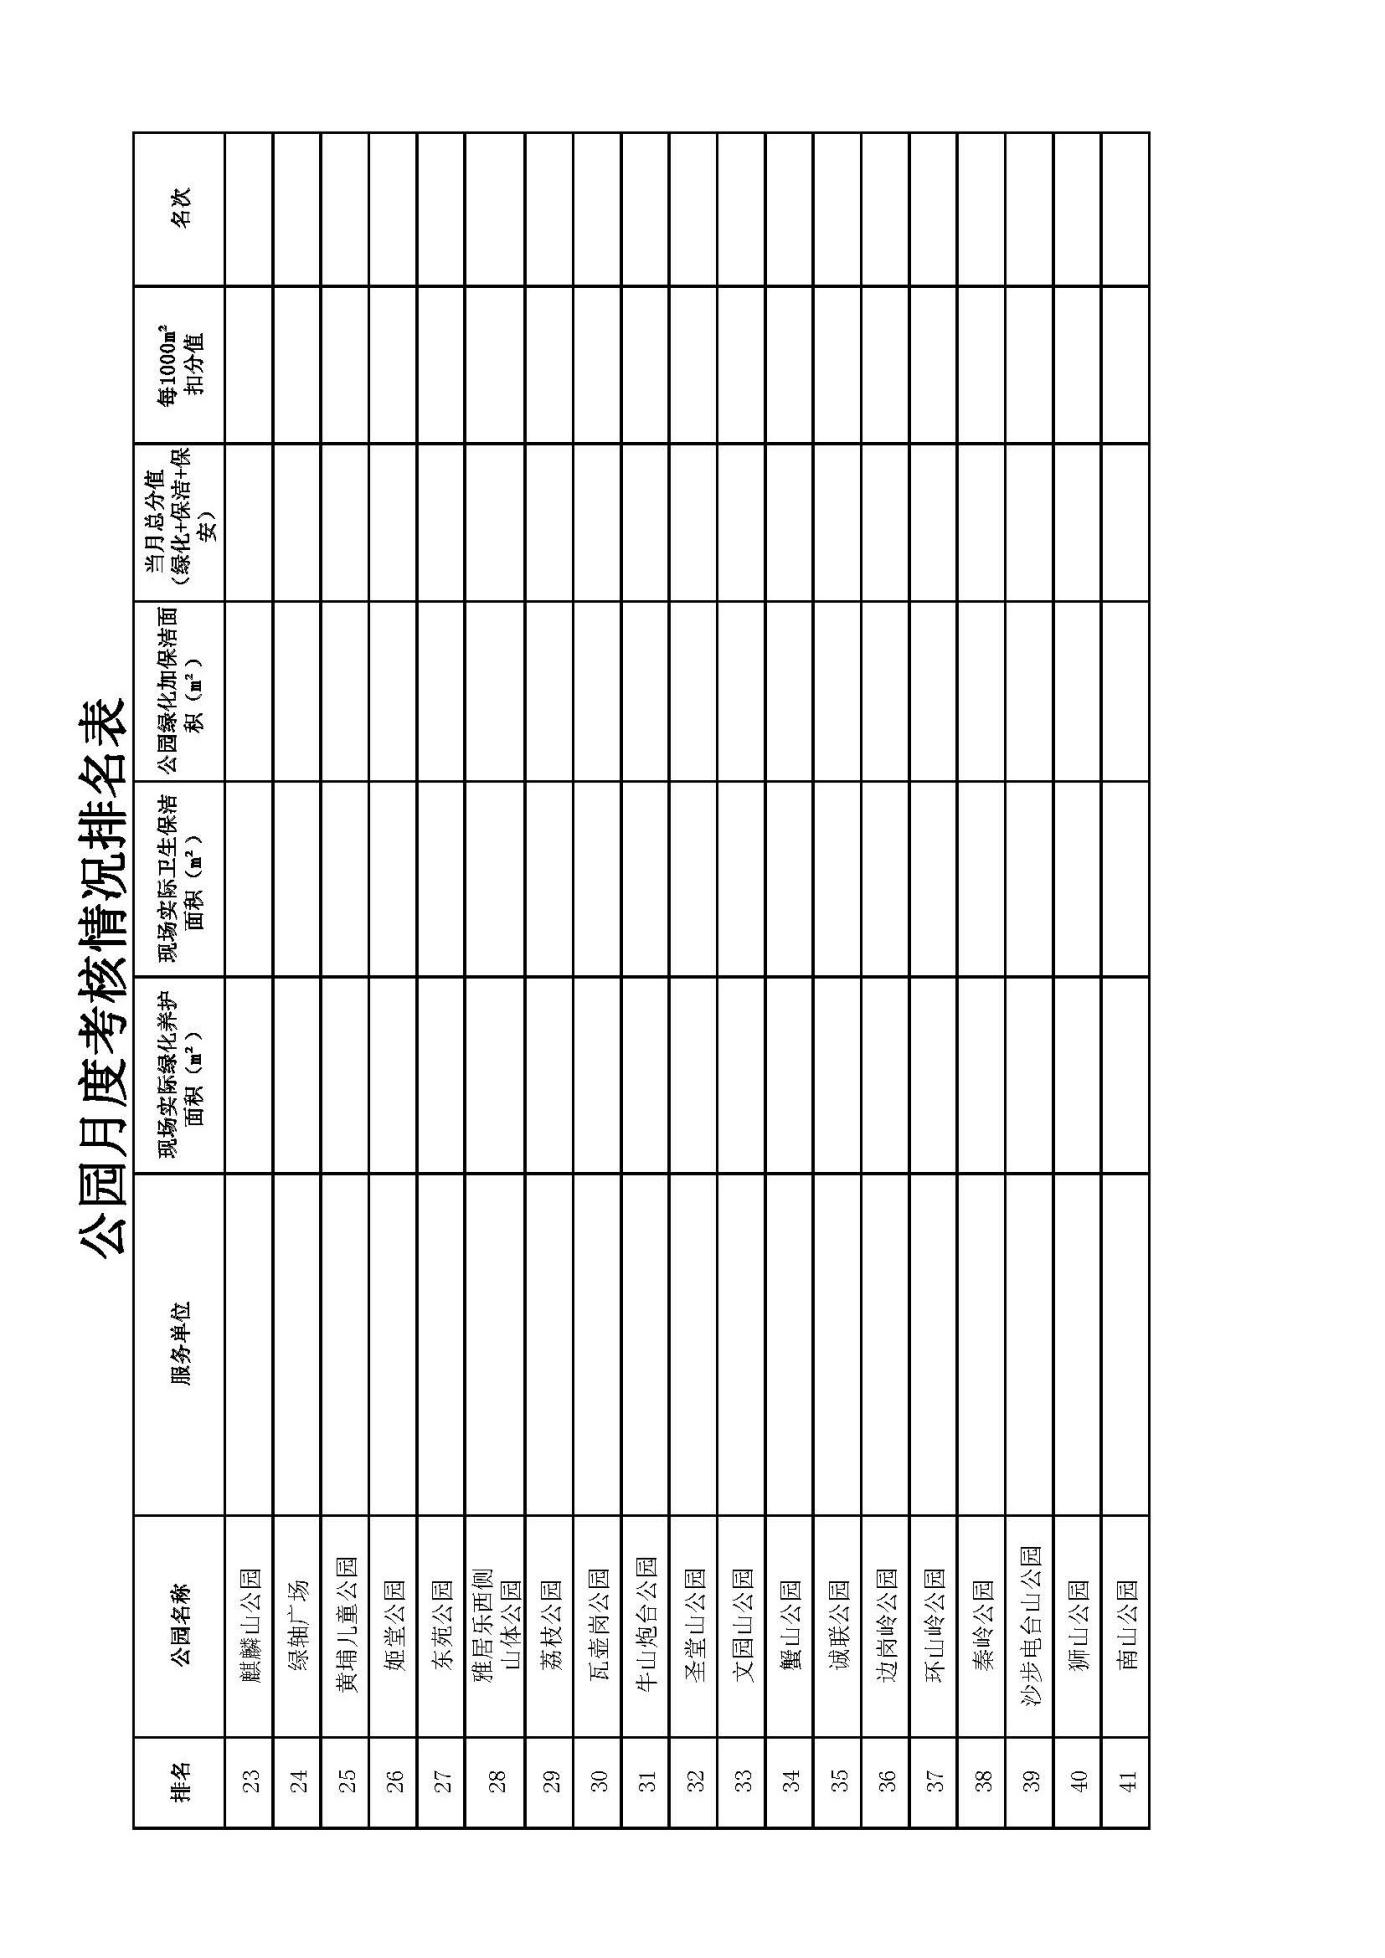 公园月度考核情况排名表
排名
公园名称
服务单位
现场实际绿化养护
面积（m²）
现场实际卫生保洁
面积（m²）
公园绿化加保洁面
积（m²）
当月总分值
（绿化+保洁+保
安）
每1000m²
扣分值
名次
23 麒麟山公园
24 绿轴广场
25 黄埔儿童公园
26 姬堂公园
27 东苑公园
28 雅居乐西侧
山体公园
29 荔枝公园
30 瓦壶岗公园
31 牛山炮台公园
32 圣堂山公园
33 文园山公园
34 蟹山公园
35 诚联公园
36 边岗岭公园
37 环山岭公园
38 秦岭公园
39 沙步电台山公园
40 狮山公园
41 南山公园